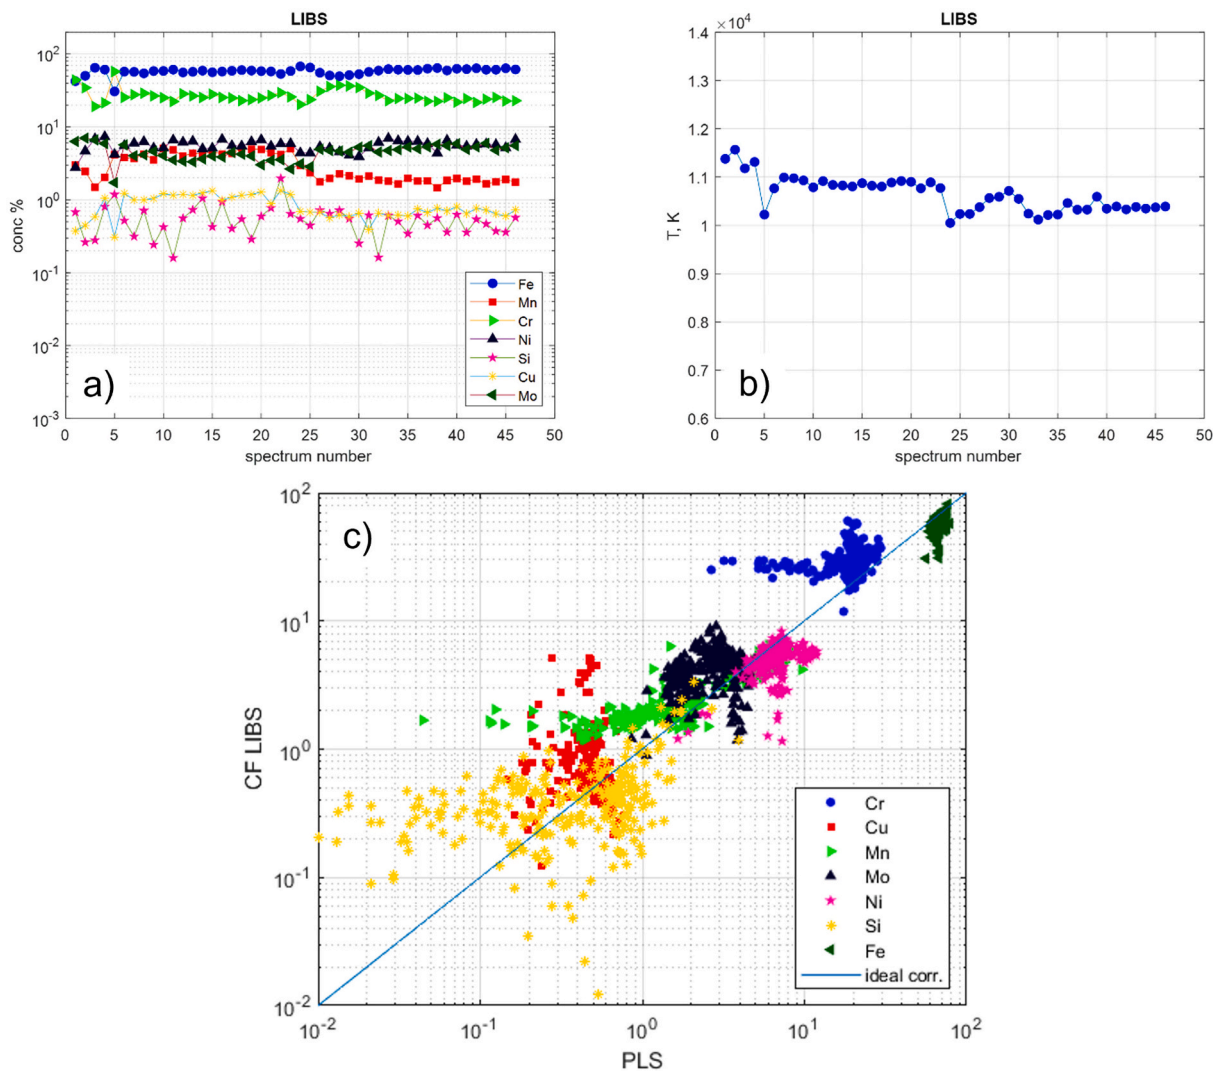 LIBS
10^2
10^1
10^0
10^-1
10^-2
10^-3
conc %
0 5 10 15 20 25 30 35 40 45 50
spectrum number
Fe
Mn
Cr
Ni
Si
Cu
Mo
a)
LIBS
×10^4
1.4
1.3
1.2
1.1
1
0.9
0.8
0.7
0.6
T, K
0 5 10 15 20 25 30 35 40 45 50
spectrum number
b)
c)
10^2
10^1
10^0
10^-1
10^-2
CF LIBS
10^-2 10^-1 10^0 10^1 10^2
PLS
Cr
Cu
Mn
Mo
Ni
Si
Fe
ideal corr.